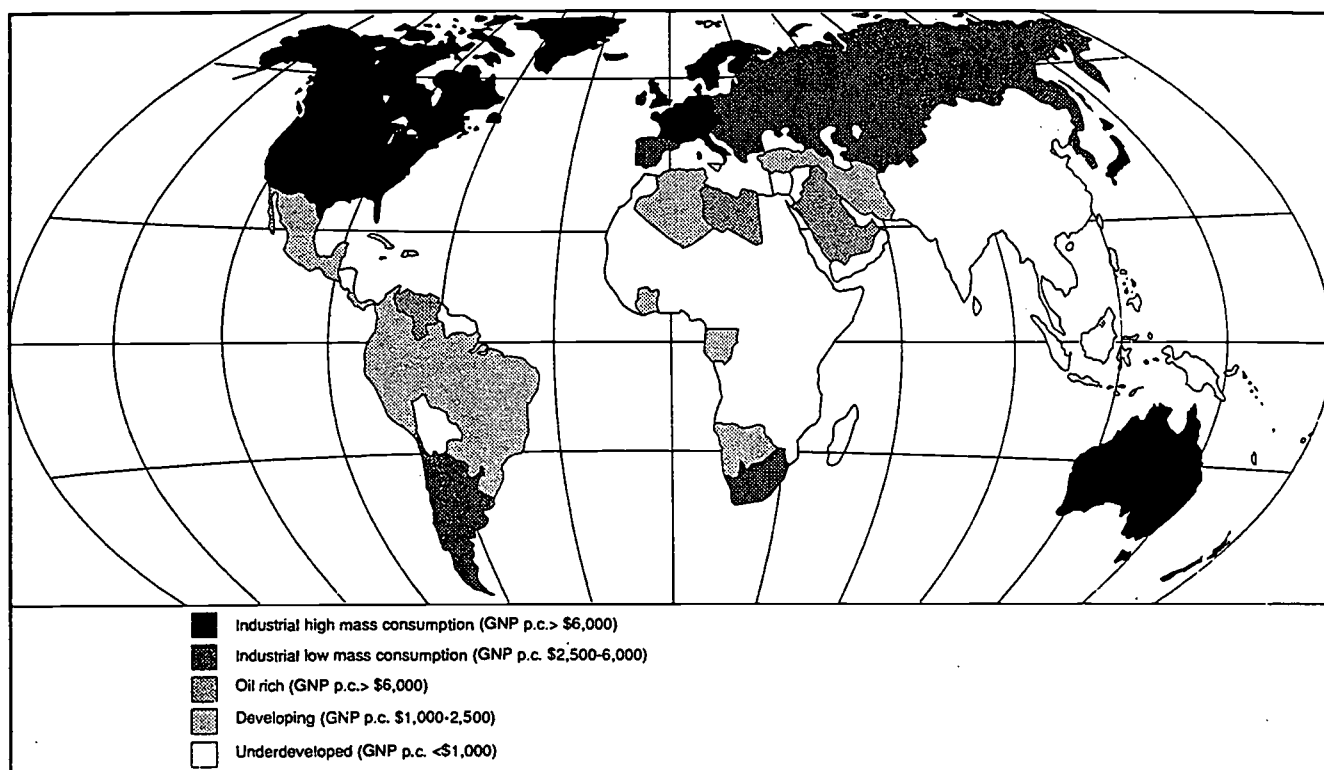 Industrial high mass consumption (GNP p.c.> $6,000)
Industrial low mass consumption (GNP p.c. $2,500-6,000)
Oil rich (GNP p.c.> $6,000)
Developing (GNP p.c. $1,000-2,500)
Underdeveloped (GNP p.c. <$1,000)